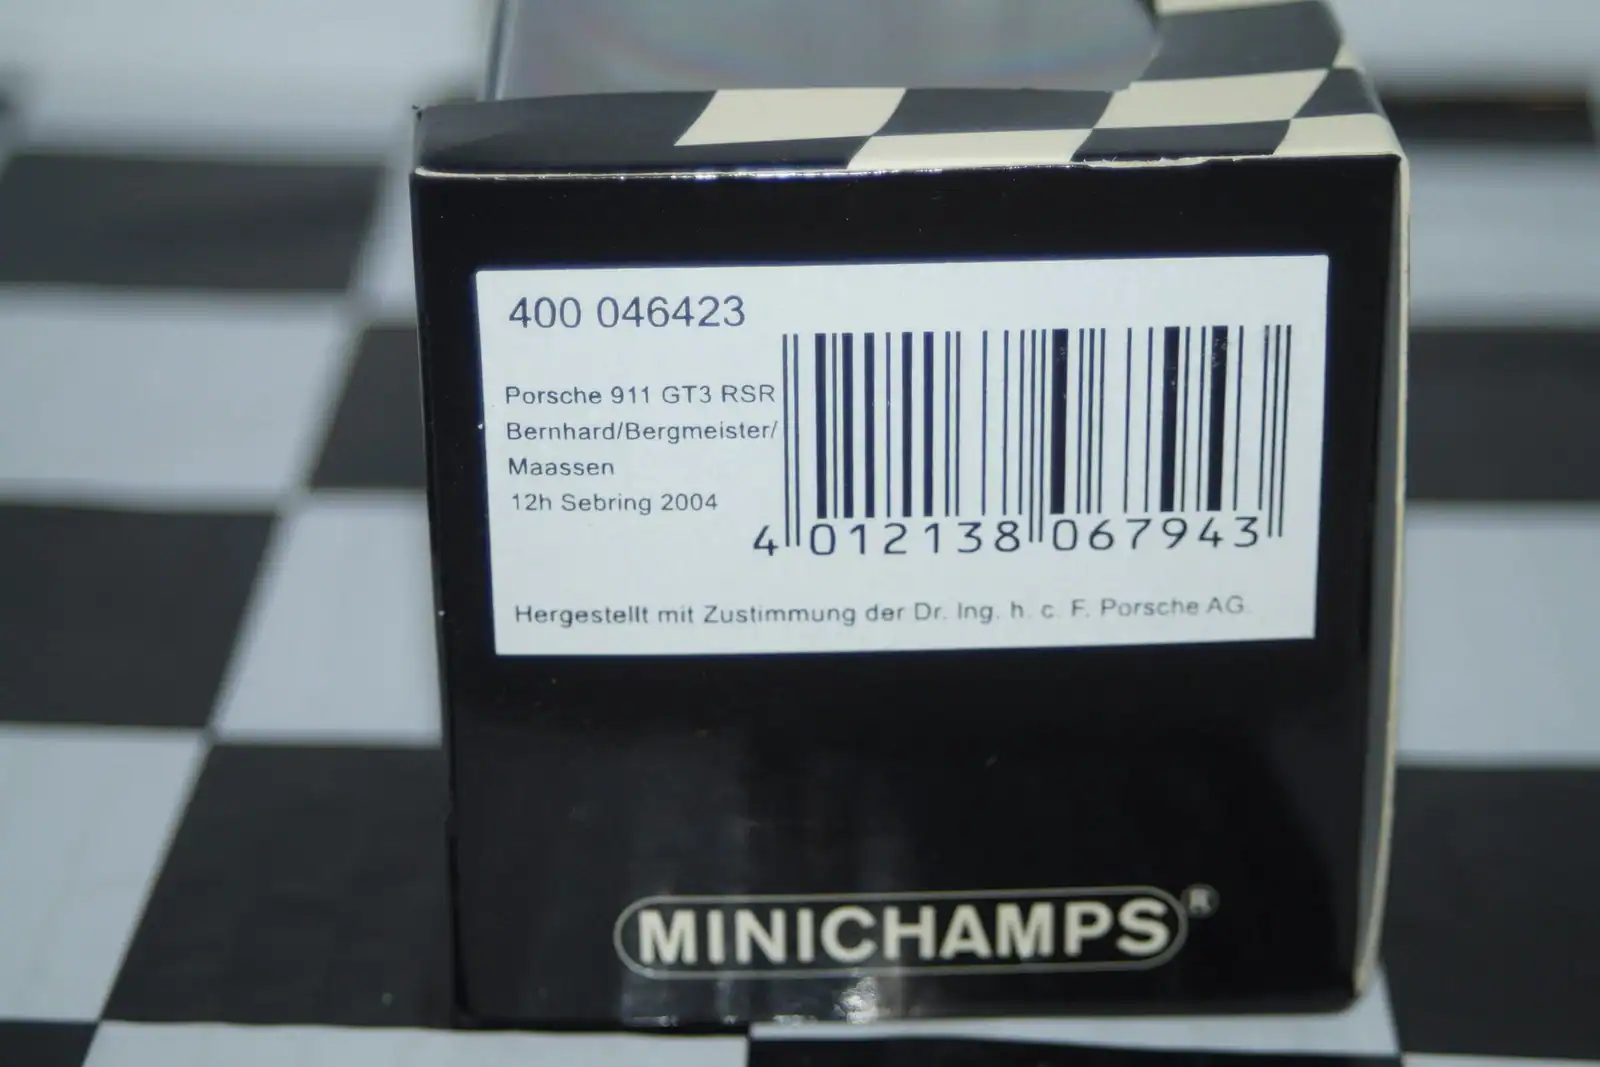 400 046423
Porsche 911 GT3 RSR
Bernhard/Bergmeister/
Maassen
12h Sebring 2004
4 012138 067943
Hergestellt mit Zustimmung der Dr. Ing. h. c. F. Porsche AG.
MINICHAMPS®